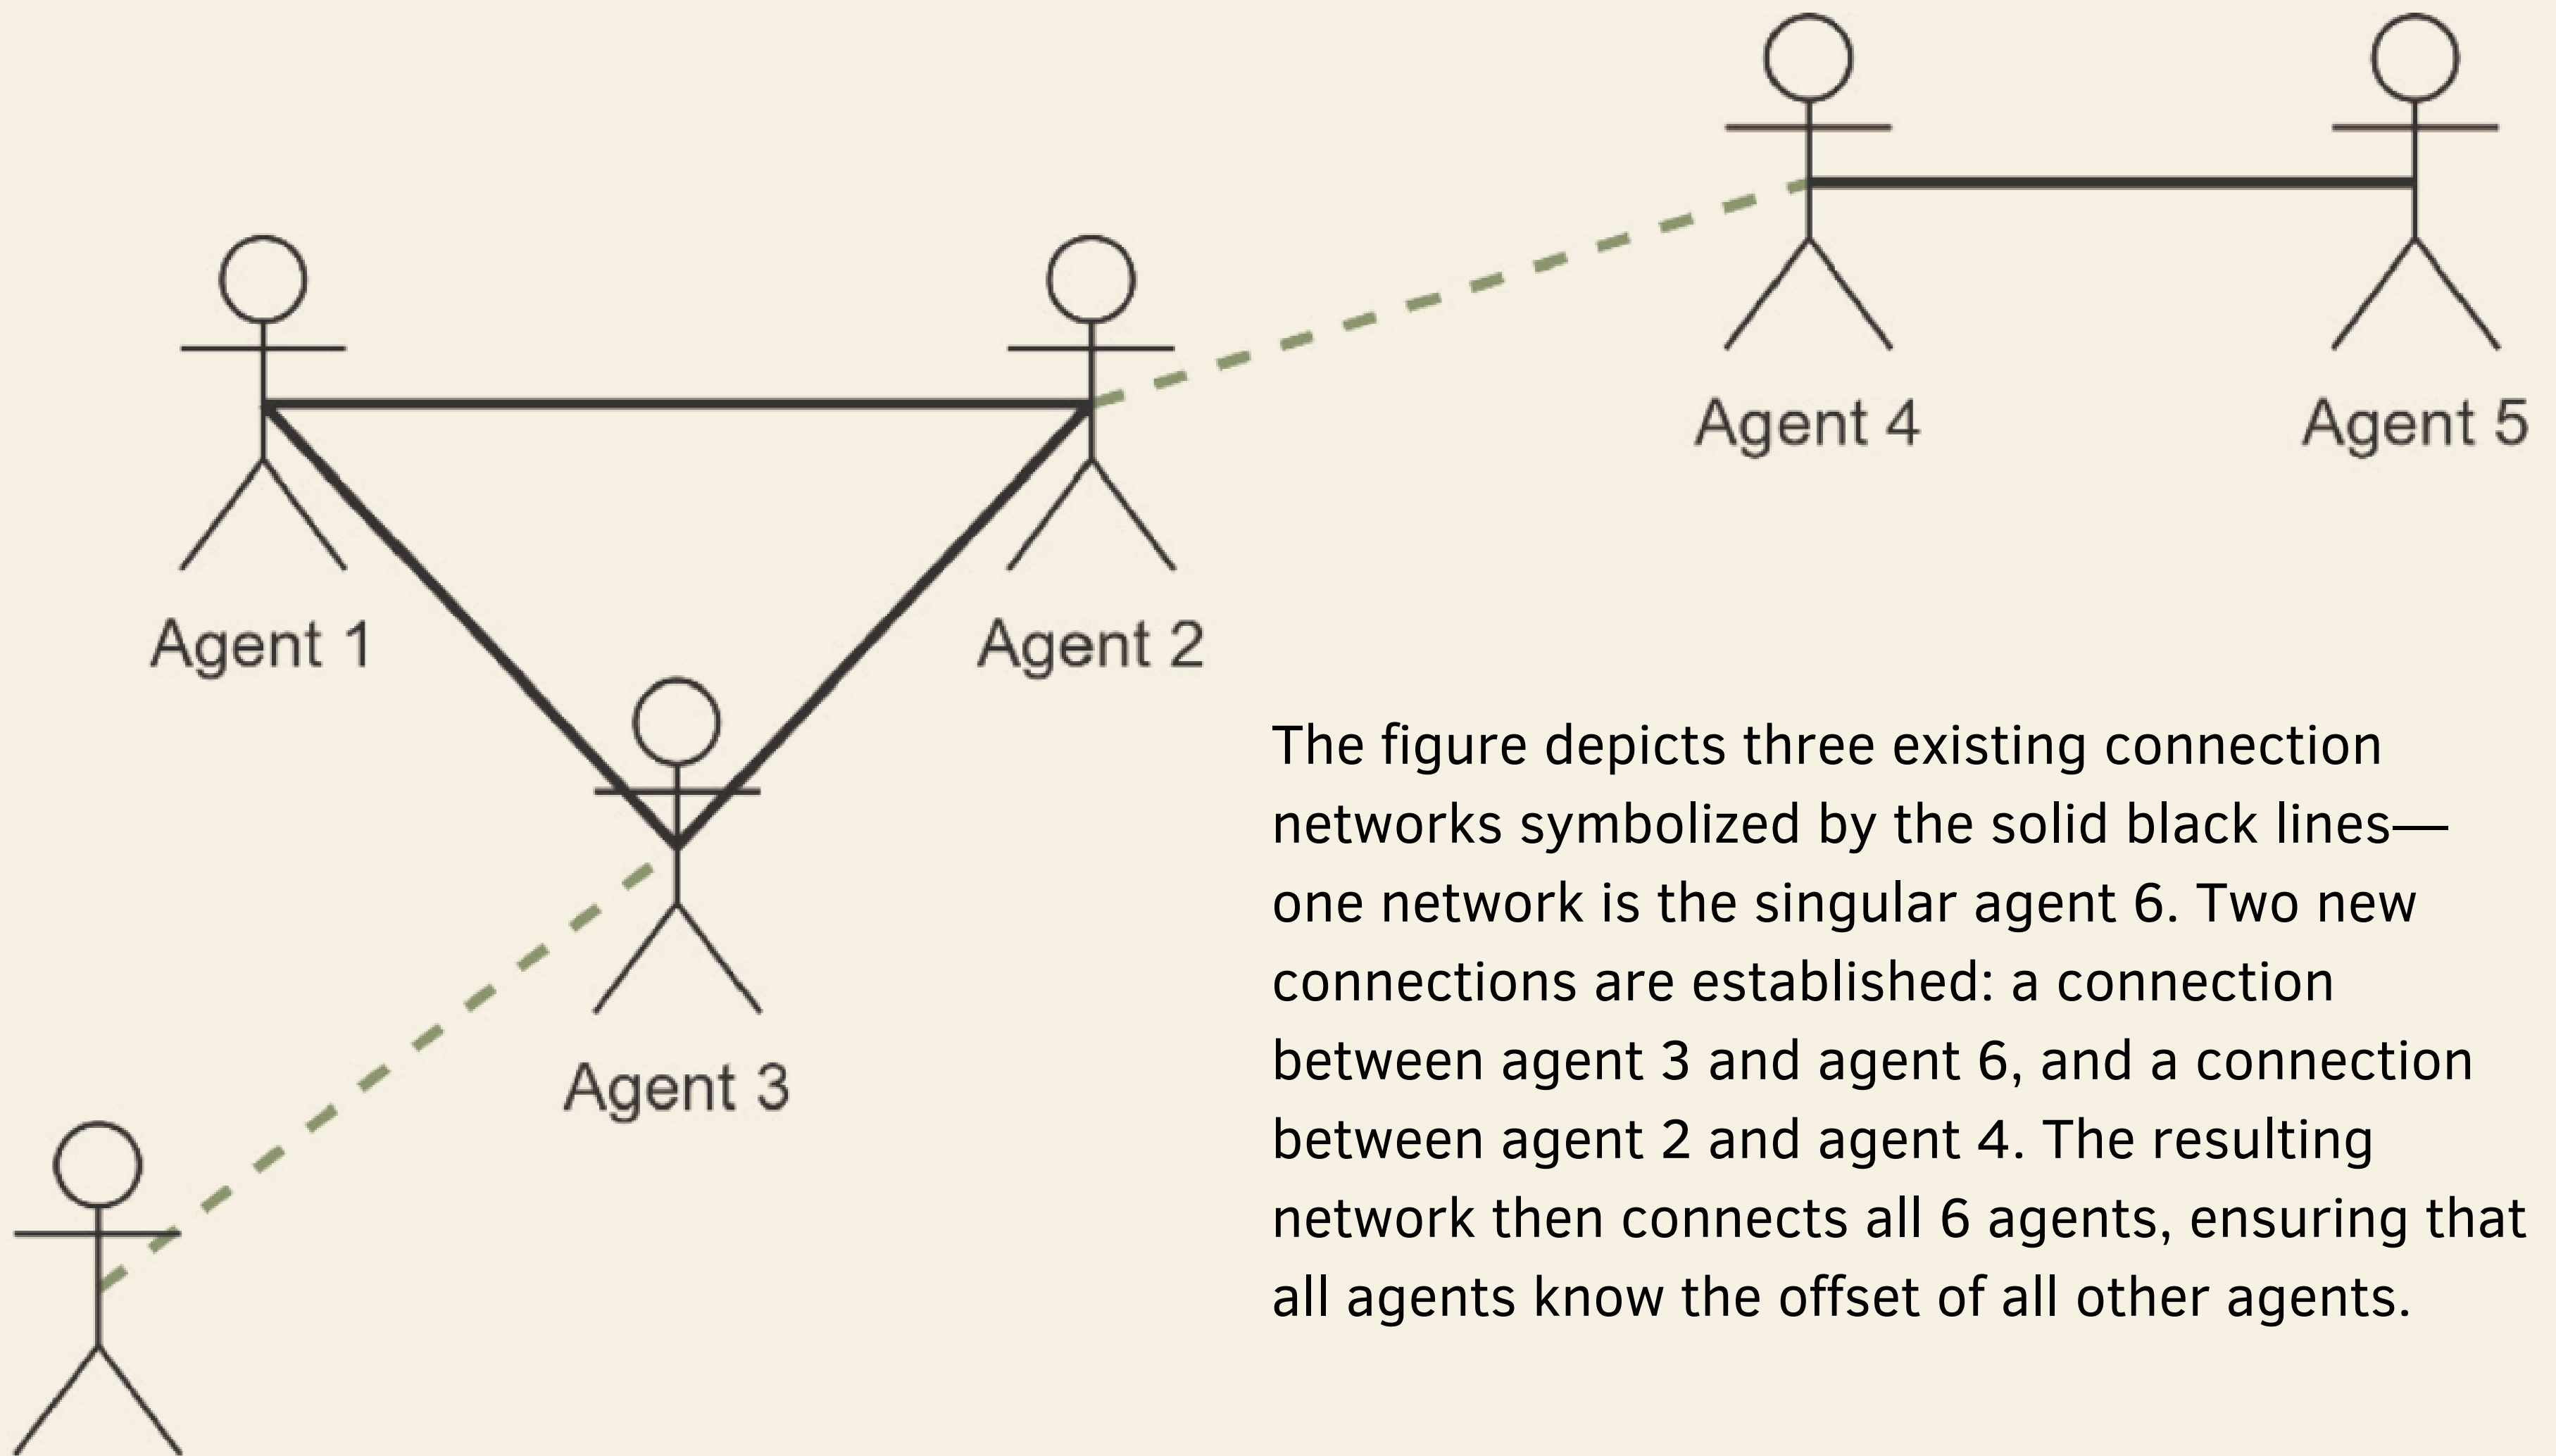 Agent 4
Agent 5
Agent 1
Agent 2
Agent 3
The figure depicts three existing connection
networks symbolized by the solid black lines—
one network is the singular agent 6. Two new
connections are established: a connection
between agent 3 and agent 6, and a connection
between agent 2 and agent 4. The resulting
network then connects all 6 agents, ensuring that
all agents know the offset of all other agents.